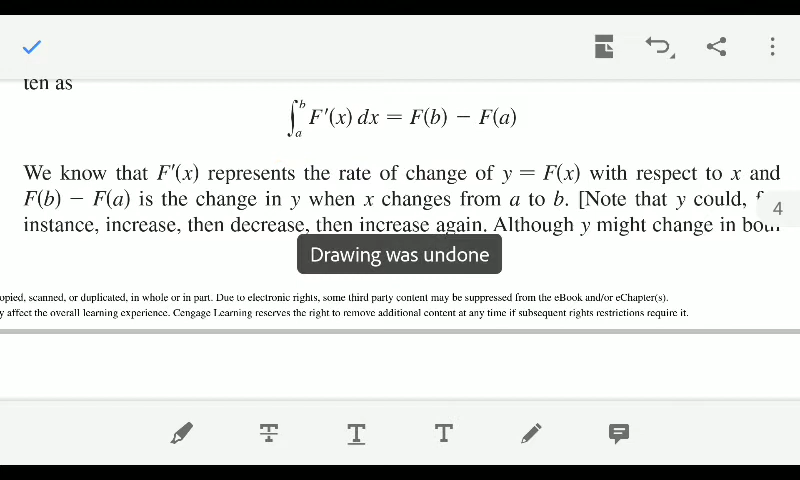 ten as
∫ₐᵇ F′(x) dx = F(b) − F(a)
We know that F′(x) represents the rate of change of y = F(x) with respect to x and
F(b) − F(a) is the change in y when x changes from a to b. [Note that y could,
4
instance, increase, then decrease, then increase again. Although y might change in both
Drawing was undone
opied, scanned, or duplicated, in whole or in part. Due to electronic rights, some third party content may be suppressed from the eBook and/or eChapter(s).
y affect the overall learning experience. Cengage Learning reserves the right to remove additional content at any time if subsequent rights restrictions require it.
T
T
T